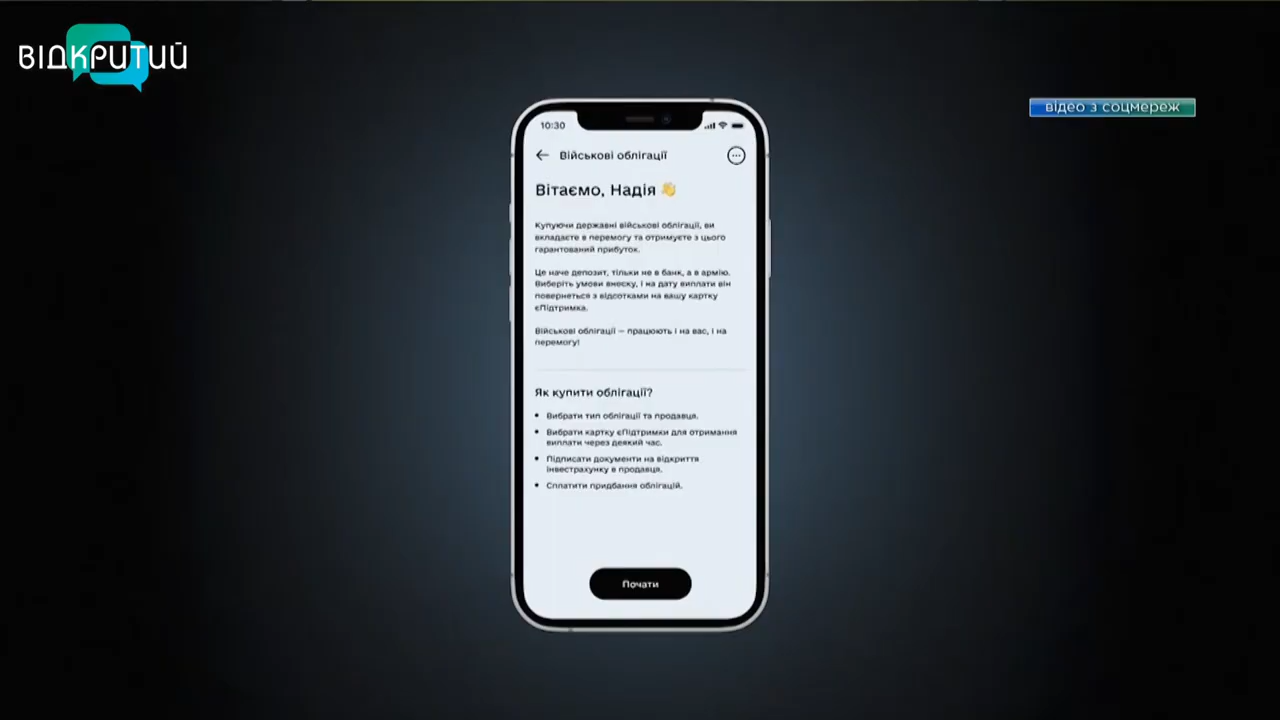 ВІДКРИТИЙ
відео з соцмереж
10:30
Військові облігації
Вітаємо, Надія 👋
Купуючи державні військові облігації, ви
вкладаєте в перемогу та отримуєте з цього
гарантований прибуток.
Це наче депозит, тільки не в банк, а в армію.
Виберіть умови внеску, і на дату виплати він
повернеться з відсотками на вашу картку
єПідтримка.
Військові облігації — працюють і на вас, і на
перемогу!
Як купити облігації?
• Вибрати тип облігації та продавця.
• Вибрати картку єПідтримки для отримання
виплати через деякий час.
• Підписати документи на відкриття
інвестрахунку в продавця.
• Сплатити придбання облігацій.
Почати